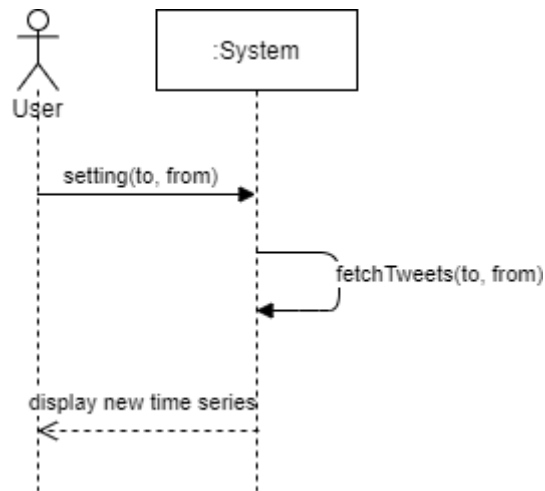 :System
User
setting(to, from)
fetchTweets(to, from)
display new time series